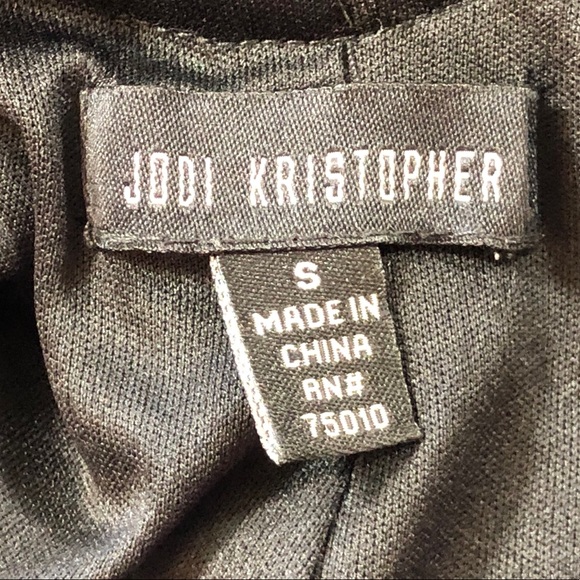 JODI KRISTOPHER
S
MADE IN
CHINA
RN#
75010